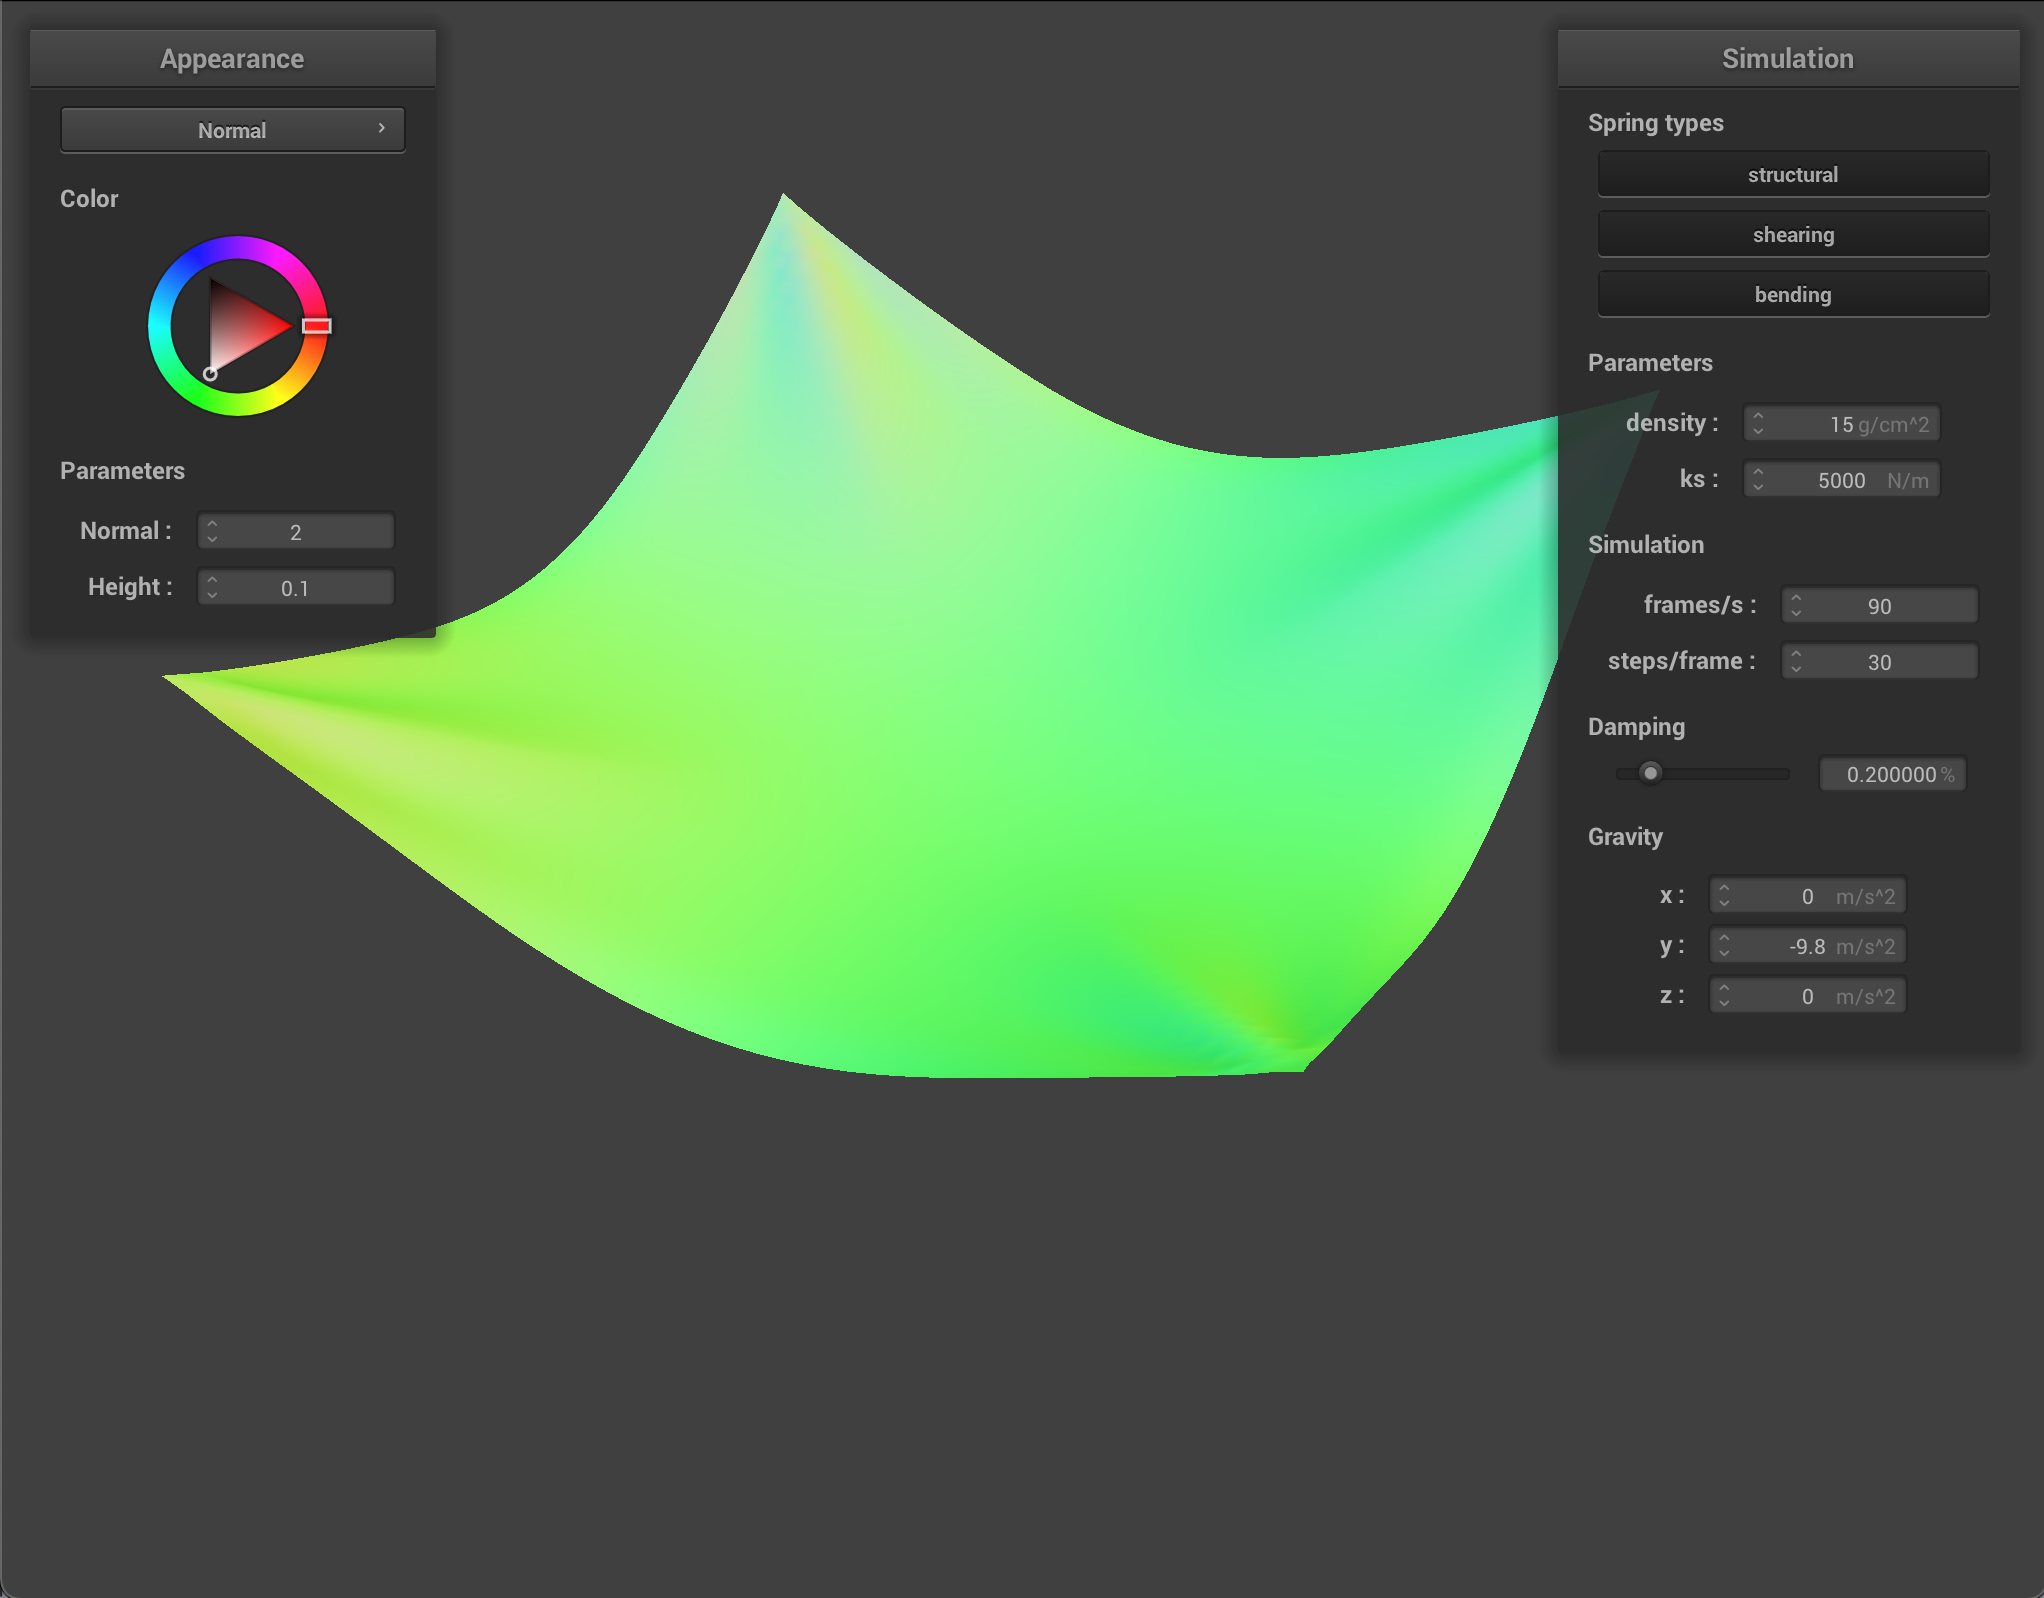 Appearance
Normal
Color
Parameters
Normal : 2
Height : 0.1
Simulation
Spring types
structural
shearing
bending
Parameters
density : 15 g/cm^2
ks : 5000 N/m
Simulation
frames/s : 90
steps/frame : 30
Damping
0.200000 %
Gravity
x : 0 m/s^2
y : -9.8 m/s^2
z : 0 m/s^2